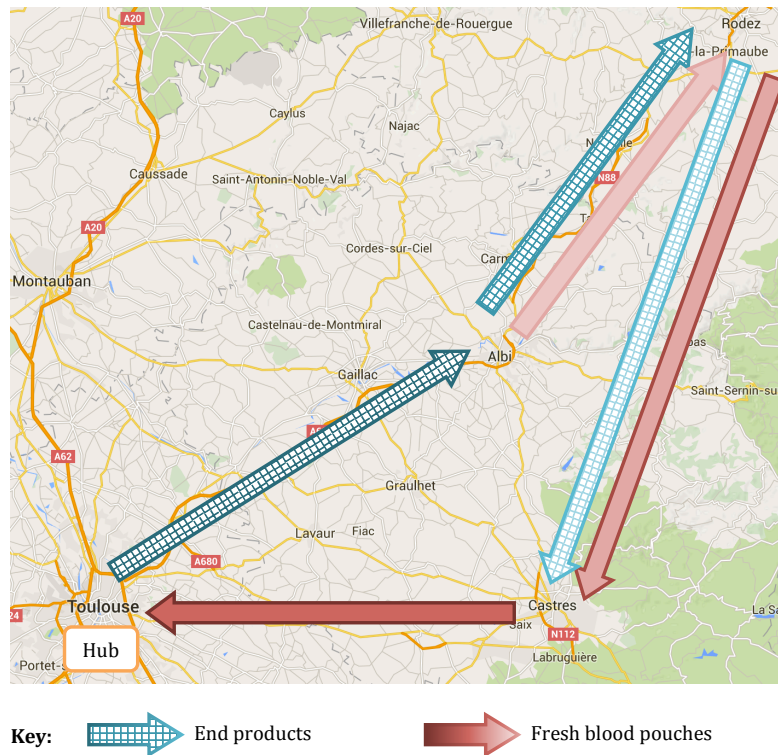 A20
Villefranche-de-Rouergue
Rodez
la-Primaube
Caylus
Najac
Caussade
Saint-Antonin-Noble-Val
N88
A20
Cordes-sur-Ciel
Montauban
Castelnau-de-Montmiral
Albi
Gaillac
Saint-Sernin-su
A62
Graulhet
Lavaur
Fiac
A680
Toulouse
Castres
La Sa
24
Saix
N112
Hub
Labruguière
Portet-s
Key:
End products
Fresh blood pouches